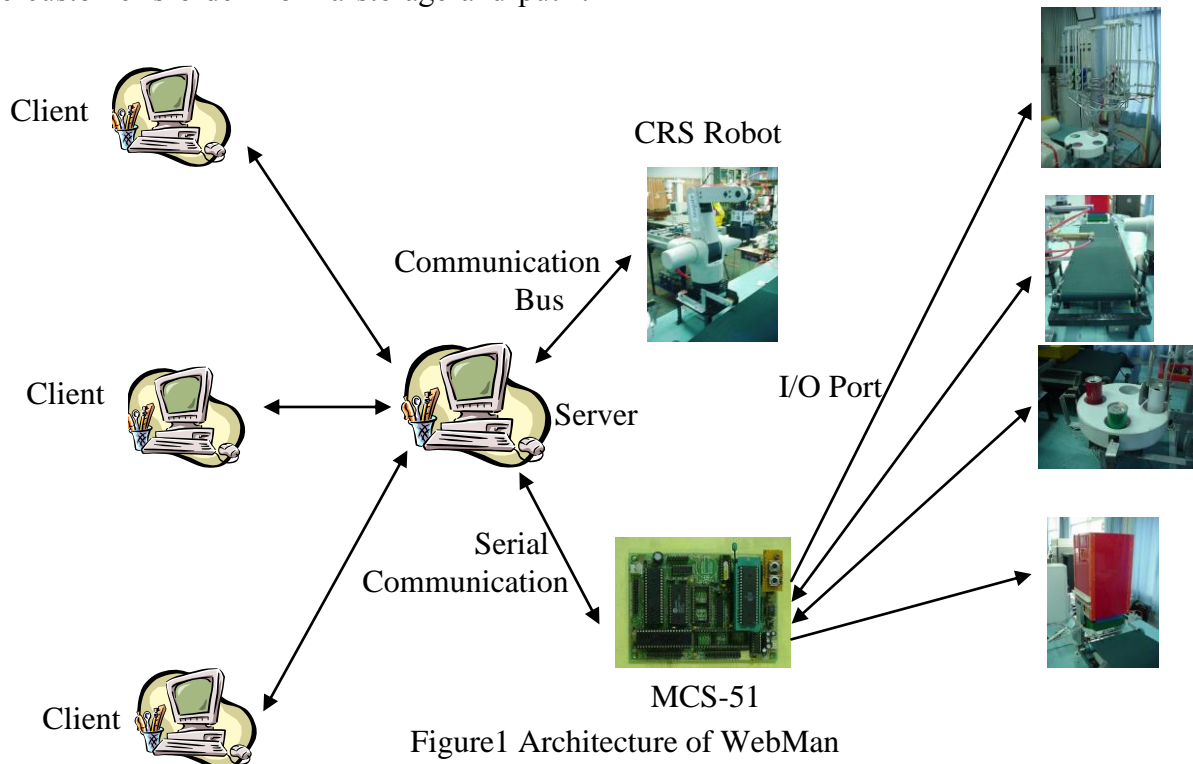 Client
CRS Robot
Communication
Bus
Client
I/O Port
Server
Serial
Communication
MCS-51
Client
Figure1 Architecture of WebMan